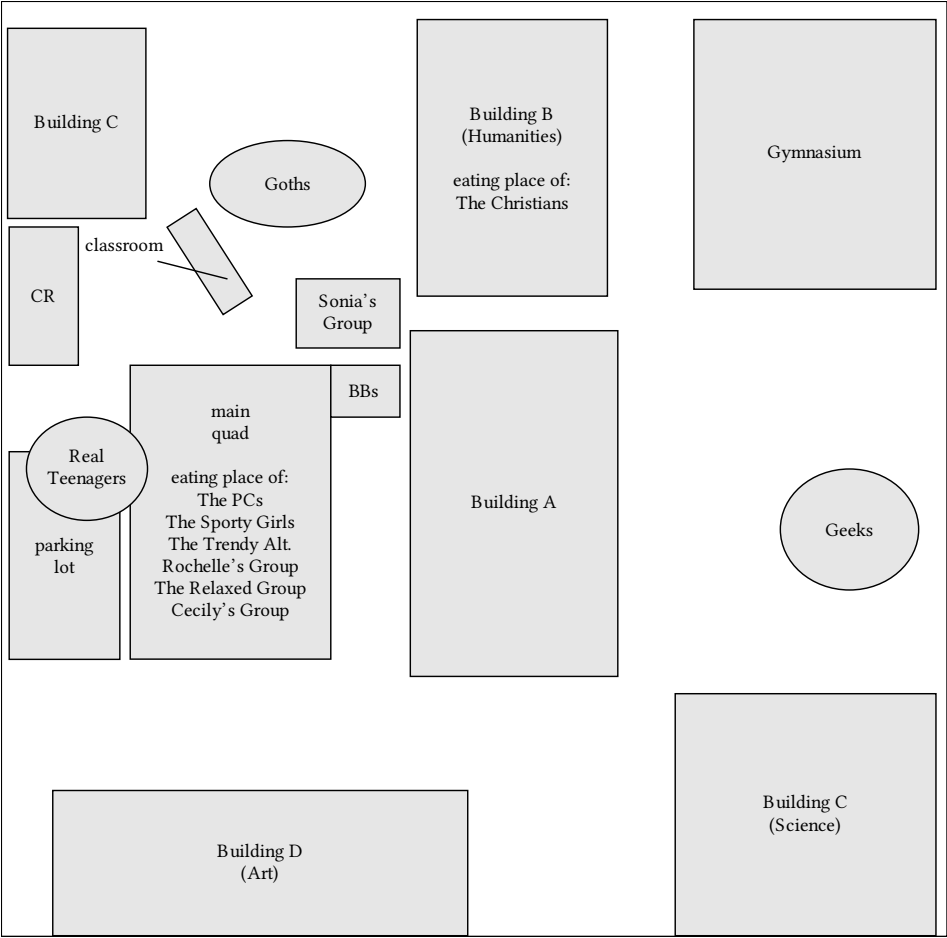 Building C
Building B
(Humanities)
eating place of:
The Christians
Gymnasium
Goths
classroom
CR
Sonia’s
Group
BBs
main
quad
eating place of:
The PCs
The Sporty Girls
The Trendy Alt.
Rochelle’s Group
The Relaxed Group
Cecily’s Group
Real
Teenagers
parking
lot
Building A
Geeks
Building C
(Science)
Building D
(Art)